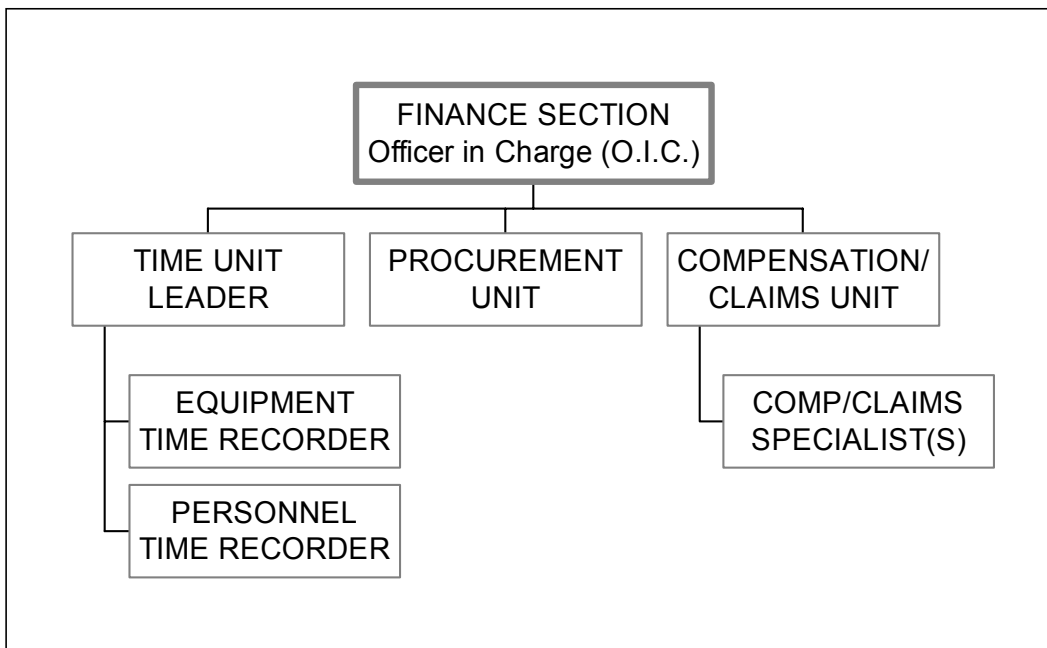 FINANCE SECTION
Officer in Charge (O.I.C.)
TIME UNIT
LEADER
PROCUREMENT
UNIT
COMPENSATION/
CLAIMS UNIT
EQUIPMENT
TIME RECORDER
COMP/CLAIMS
SPECIALIST(S)
PERSONNEL
TIME RECORDER